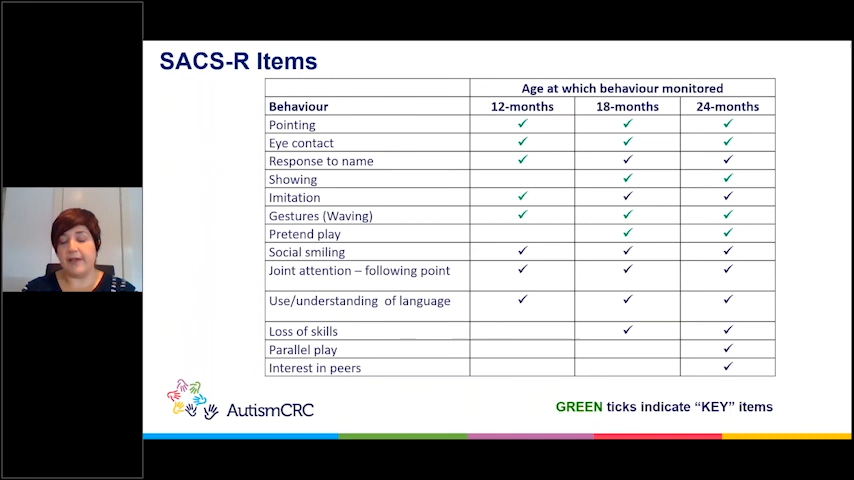 SACS-R Items
Age at which behaviour monitored
Behaviour 12-months 18-months 24-months
Pointing ✓ ✓ ✓
Eye contact ✓ ✓ ✓
Response to name ✓ ✓ ✓
Showing ✓ ✓
Imitation ✓ ✓ ✓
Gestures (Waving) ✓ ✓ ✓
Pretend play ✓ ✓
Social smiling ✓ ✓ ✓
Joint attention – following point ✓ ✓ ✓
Use/understanding of language ✓ ✓ ✓
Loss of skills ✓ ✓
Parallel play ✓
Interest in peers ✓
AutismCRC
GREEN ticks indicate “KEY” items